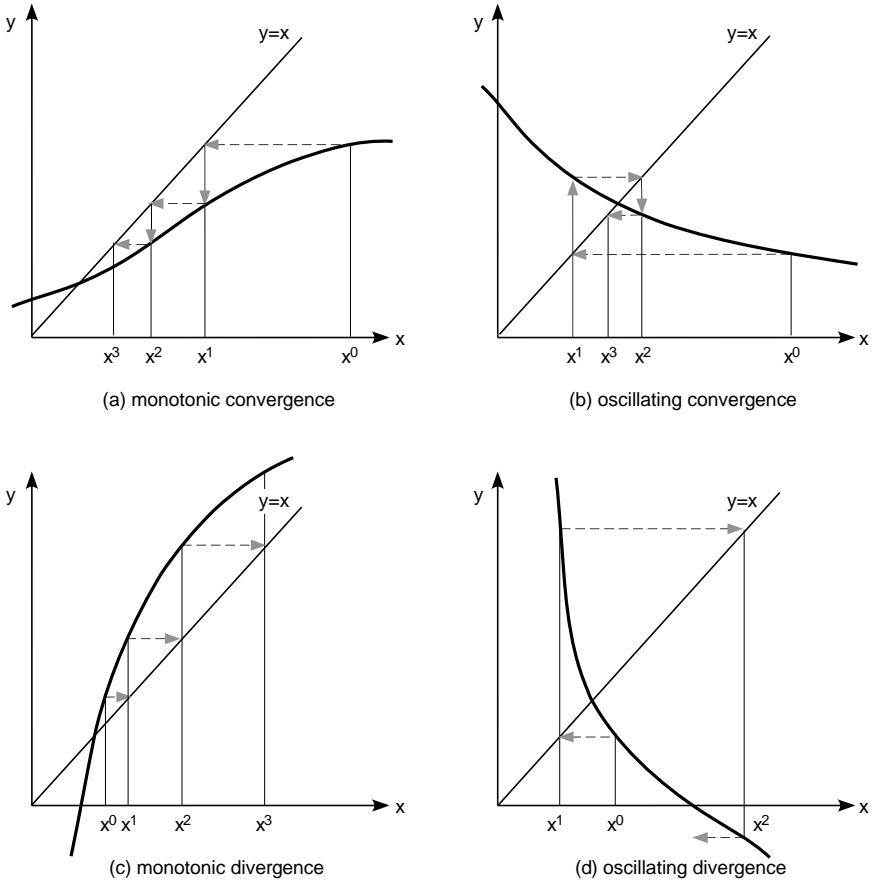 y
y=x
x
x³ x² x¹ x⁰
(a) monotonic convergence
y
y=x
x
x¹ x³ x² x⁰
(b) oscillating convergence
y
y=x
x
x⁰ x¹ x² x³
(c) monotonic divergence
y
y=x
x
x¹ x⁰ x²
(d) oscillating divergence